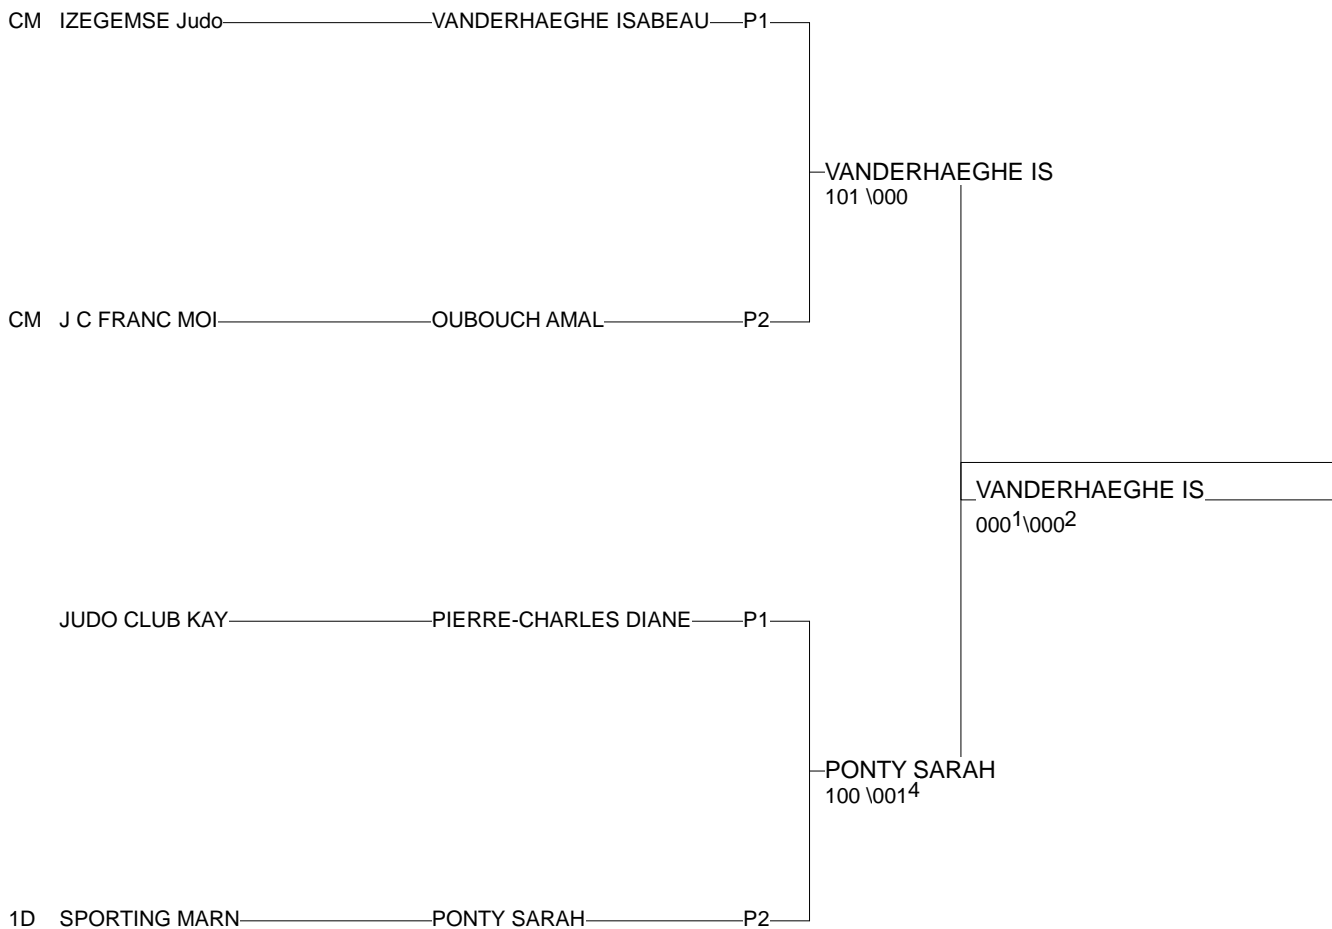 CM IZEGEMSE Judo VANDERHAEGHE ISABEAU P1
VANDERHAEGHE IS
101 \000
CM J C FRANC MOI OUBOUCH AMAL P2
VANDERHAEGHE IS
000¹\000²
JUDO CLUB KAY PIERRE-CHARLES DIANE P1
PONTY SARAH
100 \001⁴
1D SPORTING MARN PONTY SARAH P2